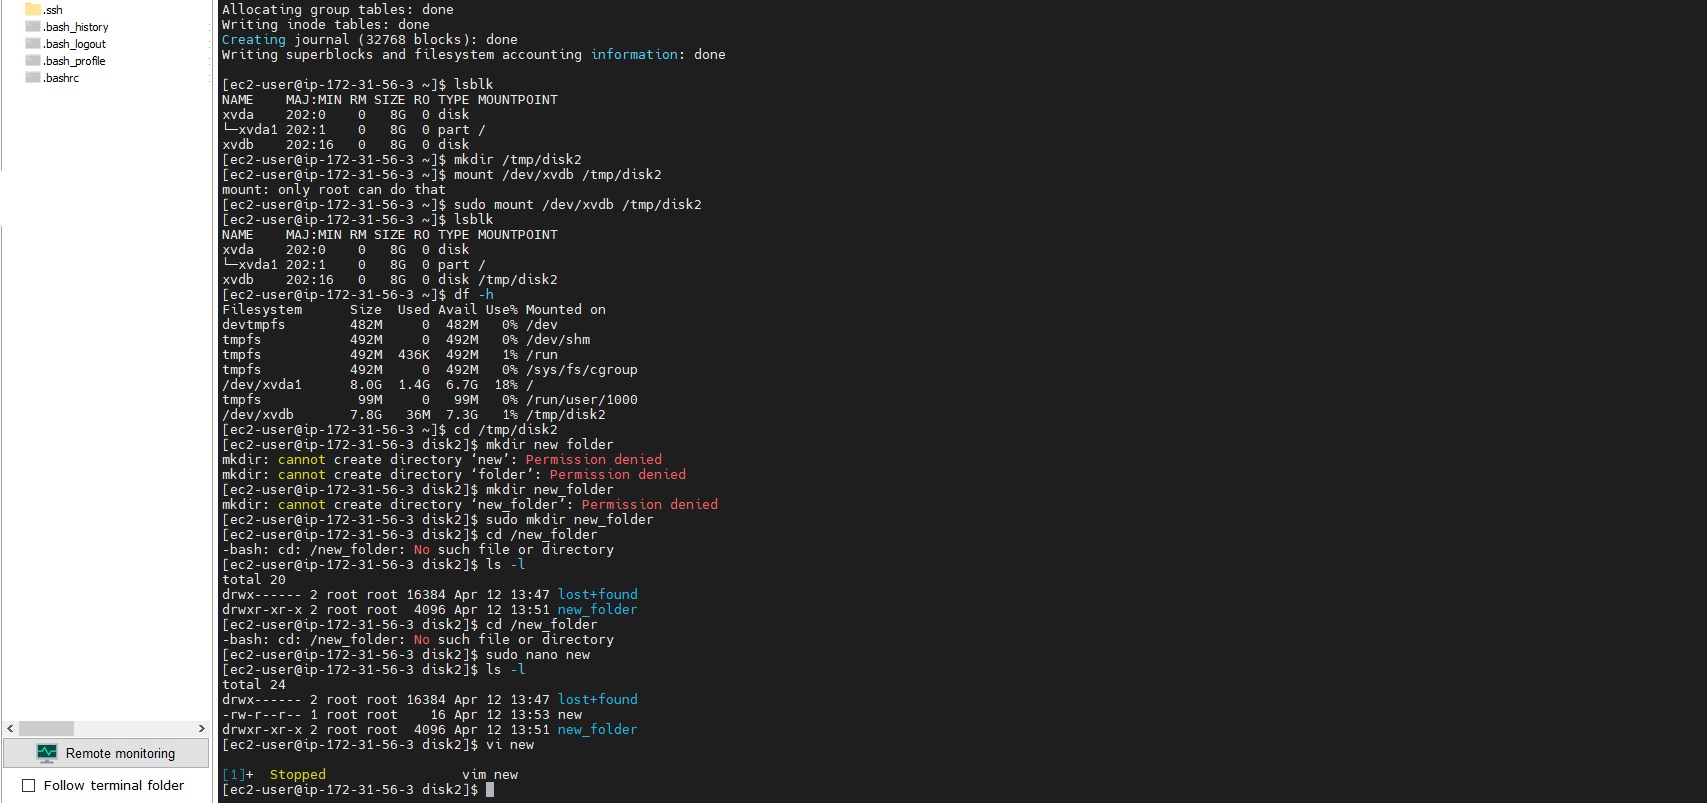 .ssh
.bash_history
.bash_logout
.bash_profile
.bashrc
Allocating group tables: done
Writing inode tables: done
Creating journal (32768 blocks): done
Writing superblocks and filesystem accounting information: done
[ec2-user@ip-172-31-56-3 ~]$ lsblk
NAME    MAJ:MIN RM SIZE RO TYPE MOUNTPOINT
xvda    202:0    0   8G  0 disk
└─xvda1 202:1    0   8G  0 part /
xvdb    202:16   0   8G  0 disk
[ec2-user@ip-172-31-56-3 ~]$ mkdir /tmp/disk2
[ec2-user@ip-172-31-56-3 ~]$ mount /dev/xvdb /tmp/disk2
mount: only root can do that
[ec2-user@ip-172-31-56-3 ~]$ sudo mount /dev/xvdb /tmp/disk2
[ec2-user@ip-172-31-56-3 ~]$ lsblk
NAME    MAJ:MIN RM SIZE RO TYPE MOUNTPOINT
xvda    202:0    0   8G  0 disk
└─xvda1 202:1    0   8G  0 part /
xvdb    202:16   0   8G  0 disk /tmp/disk2
[ec2-user@ip-172-31-56-3 ~]$ df -h
Filesystem      Size  Used Avail Use% Mounted on
devtmpfs        482M     0  482M   0% /dev
tmpfs           492M     0  492M   0% /dev/shm
tmpfs           492M  436K  492M   1% /run
tmpfs           492M     0  492M   0% /sys/fs/cgroup
/dev/xvda1      8.0G  1.4G  6.7G  18% /
tmpfs            99M     0   99M   0% /run/user/1000
/dev/xvdb       7.8G   36M  7.3G   1% /tmp/disk2
[ec2-user@ip-172-31-56-3 ~]$ cd /tmp/disk2
[ec2-user@ip-172-31-56-3 disk2]$ mkdir new folder
mkdir: cannot create directory ‘new’: Permission denied
mkdir: cannot create directory ‘folder’: Permission denied
[ec2-user@ip-172-31-56-3 disk2]$ mkdir new_folder
mkdir: cannot create directory ‘new_folder’: Permission denied
[ec2-user@ip-172-31-56-3 disk2]$ sudo mkdir new_folder
[ec2-user@ip-172-31-56-3 disk2]$ cd /new_folder
-bash: cd: /new_folder: No such file or directory
[ec2-user@ip-172-31-56-3 disk2]$ ls -l
total 20
drwx------ 2 root root 16384 Apr 12 13:47 lost+found
drwxr-xr-x 2 root root  4096 Apr 12 13:51 new_folder
[ec2-user@ip-172-31-56-3 disk2]$ cd /new_folder
-bash: cd: /new_folder: No such file or directory
[ec2-user@ip-172-31-56-3 disk2]$ sudo nano new
[ec2-user@ip-172-31-56-3 disk2]$ ls -l
total 24
drwx------ 2 root root 16384 Apr 12 13:47 lost+found
-rw-r--r-- 1 root root    16 Apr 12 13:53 new
drwxr-xr-x 2 root root  4096 Apr 12 13:51 new_folder
[ec2-user@ip-172-31-56-3 disk2]$ vi new
[1]+  Stopped                 vim new
[ec2-user@ip-172-31-56-3 disk2]$
Remote monitoring
Follow terminal folder